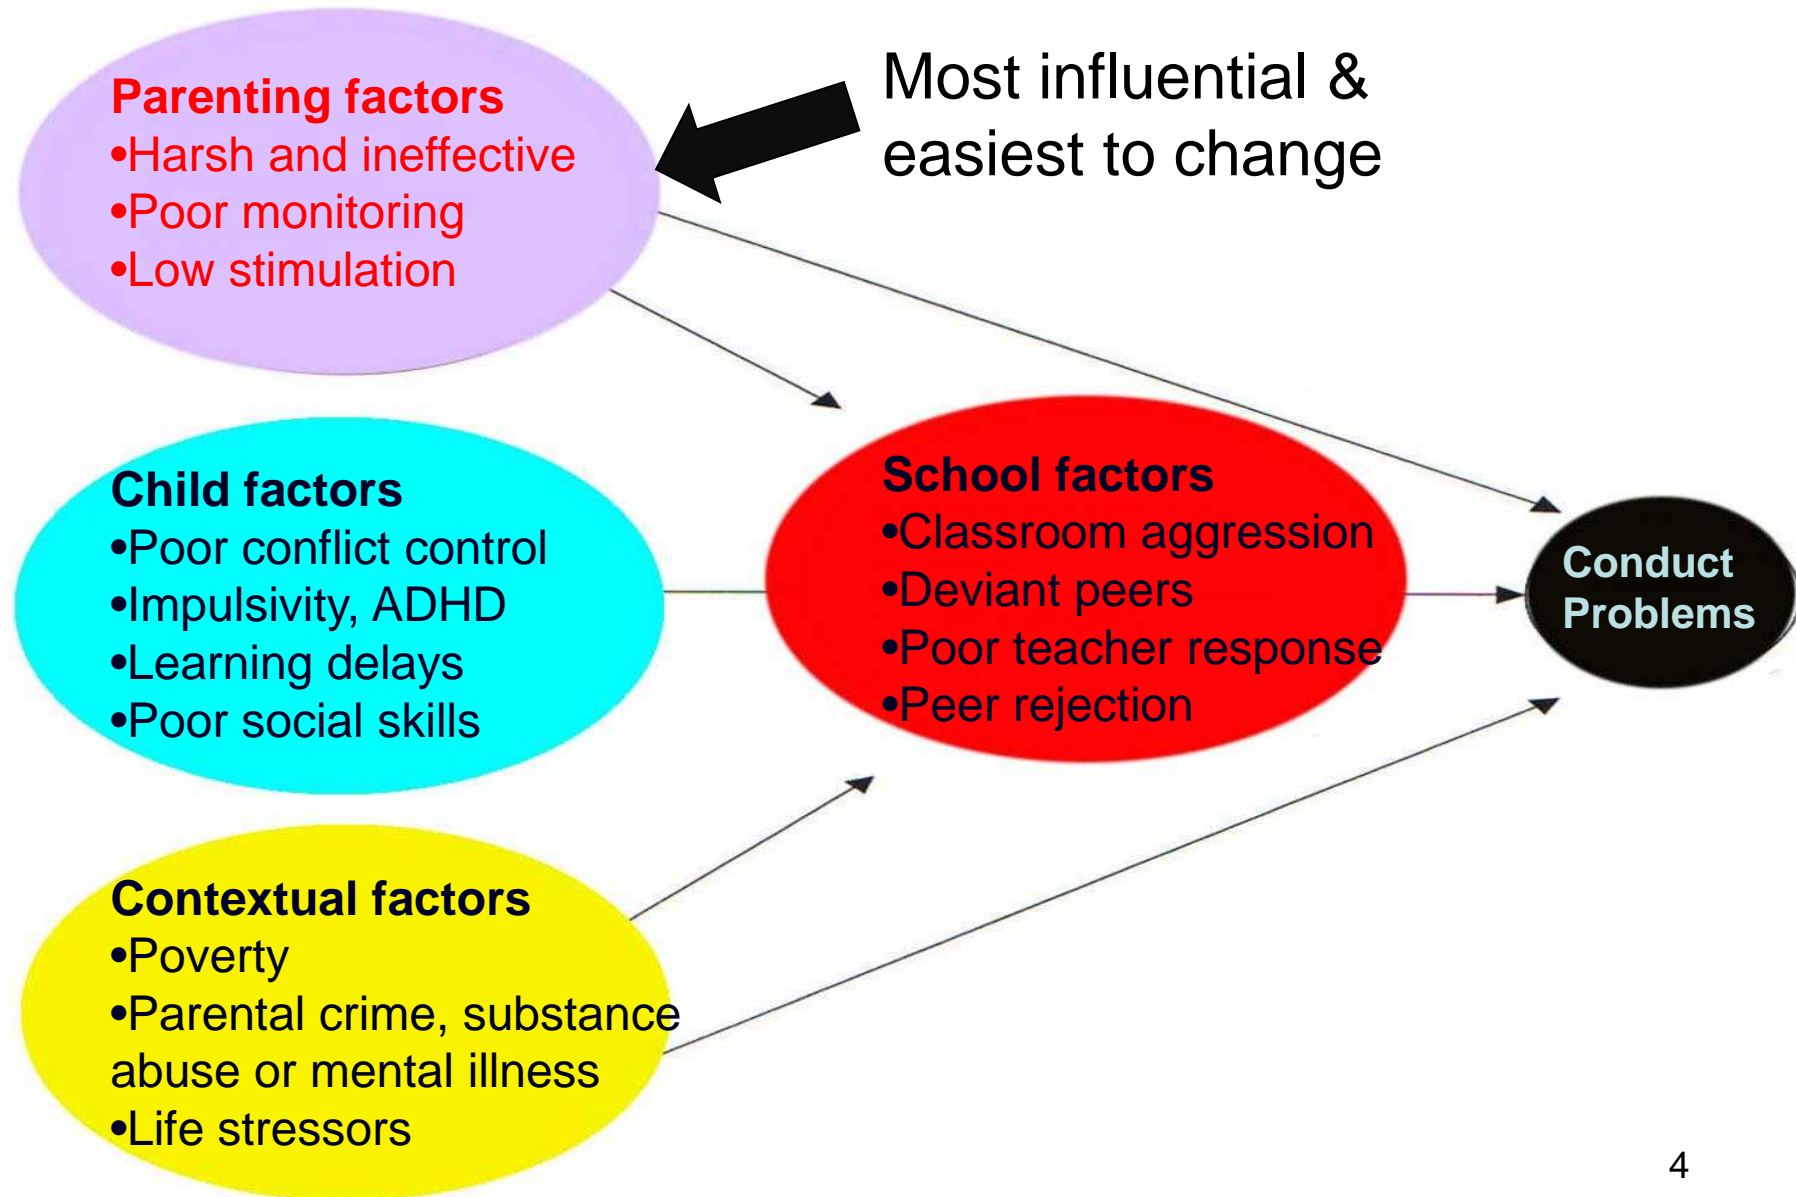 Parenting factors
•Harsh and ineffective
•Poor monitoring
•Low stimulation
Most influential &
easiest to change
Child factors
•Poor conflict control
•Impulsivity, ADHD
•Learning delays
•Poor social skills
School factors
•Classroom aggression
•Deviant peers
•Poor teacher response
•Peer rejection
Conduct
Problems
Contextual factors
•Poverty
•Parental crime, substance
abuse or mental illness
•Life stressors
4